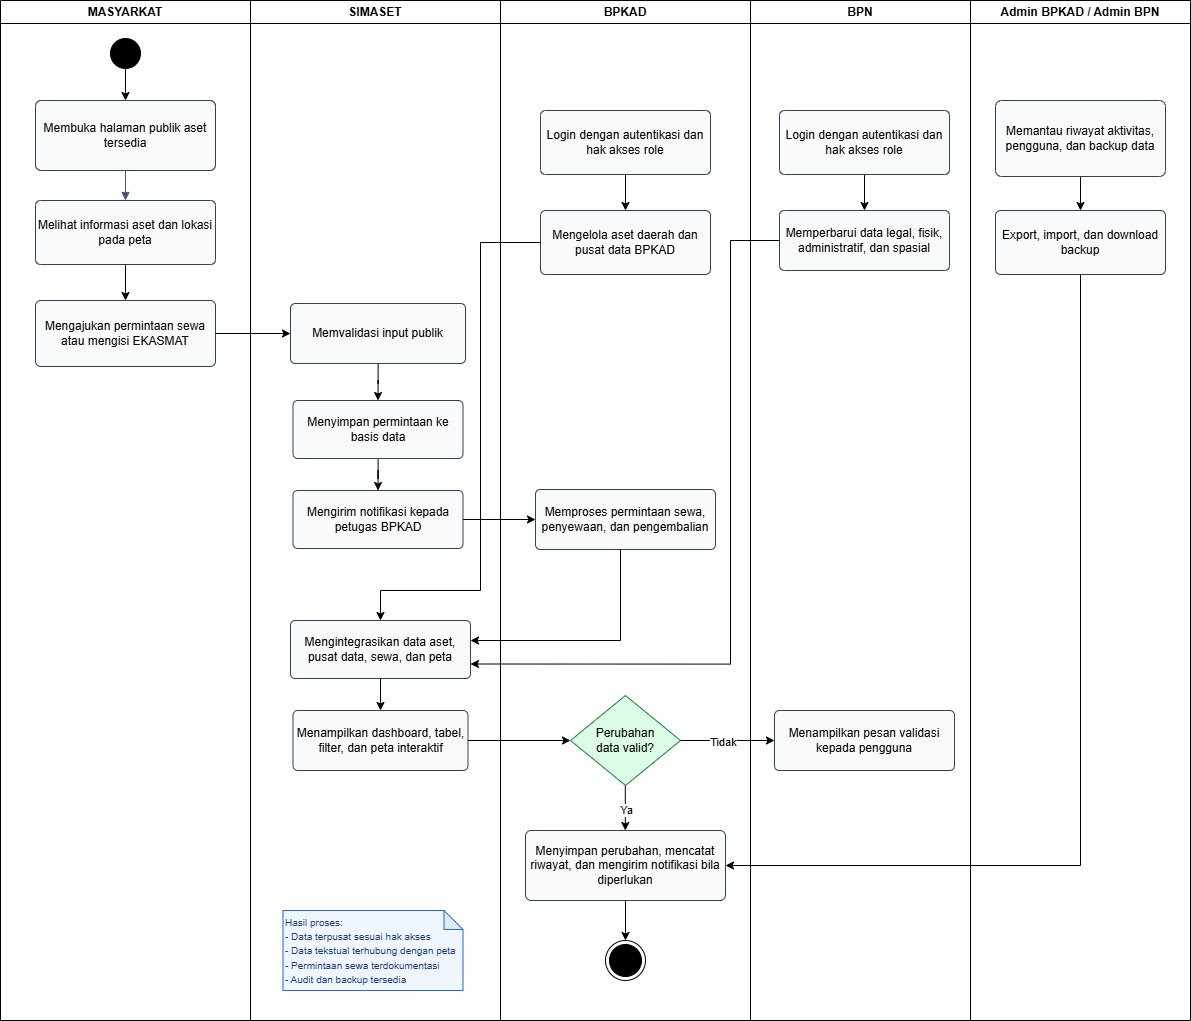 MASYARKAT
SIMASET
BPKAD
BPN
Admin BPKAD / Admin BPN
Membuka halaman publik aset
tersedia
Melihat informasi aset dan lokasi
pada peta
Mengajukan permintaan sewa
atau mengisi EKASMAT
Memvalidasi input publik
Menyimpan permintaan ke
basis data
Mengirim notifikasi kepada
petugas BPKAD
Mengintegrasikan data aset,
pusat data, sewa, dan peta
Menampilkan dashboard, tabel,
filter, dan peta interaktif
Hasil proses:
- Data terpusat sesuai hak akses
- Data tekstual terhubung dengan peta
- Permintaan sewa terdokumentasi
- Audit dan backup tersedia
Login dengan autentikasi dan
hak akses role
Mengelola aset daerah dan
pusat data BPKAD
Memproses permintaan sewa,
penyewaan, dan pengembalian
Perubahan
data valid?
Tidak
Ya
Menyimpan perubahan, mencatat
riwayat, dan mengirim notifikasi bila
diperlukan
Login dengan autentikasi dan
hak akses role
Memperbarui data legal, fisik,
administratif, dan spasial
Menampilkan pesan validasi
kepada pengguna
Memantau riwayat aktivitas,
pengguna, dan backup data
Export, import, dan download
backup